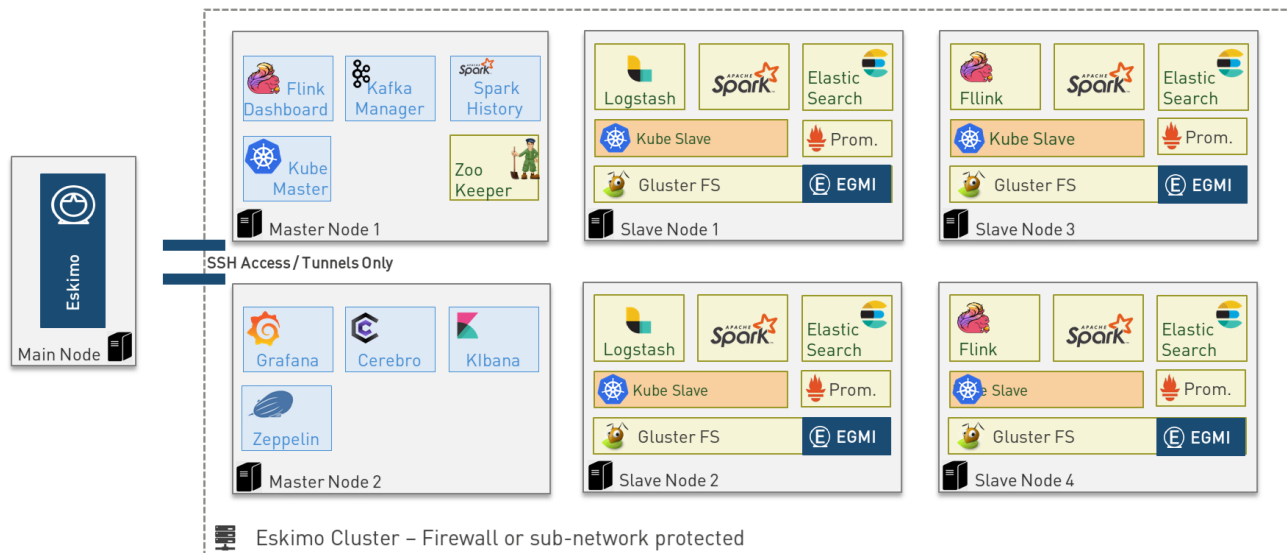 Eskimo
Main Node
SSH Access / Tunnels Only
Flink
Dashboard
Kafka
Manager
Spark
Spark
History
Kube
Master
Zoo
Keeper
Master Node 1
Grafana
Cerebro
KIbana
Zeppelin
Master Node 2
Logstash
APACHE
Spark
Elastic
Search
Kube Slave
Prom.
Gluster FS
E EGMI
Slave Node 1
Logstash
APACHE
Spark
Elastic
Search
Kube Slave
Prom.
Gluster FS
E EGMI
Slave Node 2
Fllink
APACHE
Spark
Elastic
Search
Kube Slave
Prom.
Gluster FS
E EGMI
Slave Node 3
Flink
APACHE
Spark
Elastic
Search
e Slave
Prom.
Gluster FS
E EGMI
Slave Node 4
Eskimo Cluster – Firewall or sub-network protected